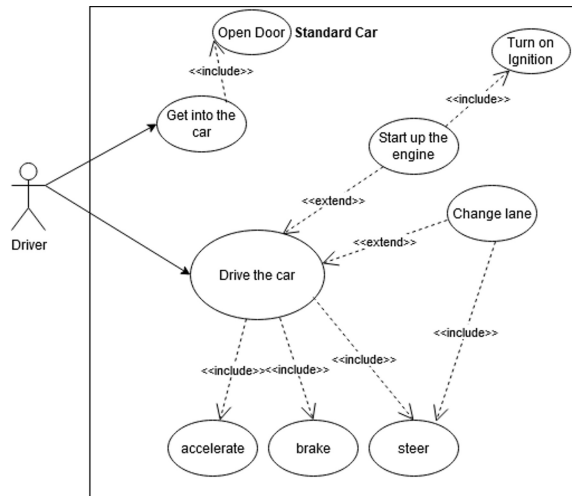 Open Door
Standard Car
Turn on
Ignition
<<include>>
<<include>>
Get into the
car
Start up the
engine
Driver
<<extend>>
Change lane
<<extend>>
Drive the car
<<include>>
<<include>>
<<include>>
<<include>>
accelerate
brake
steer